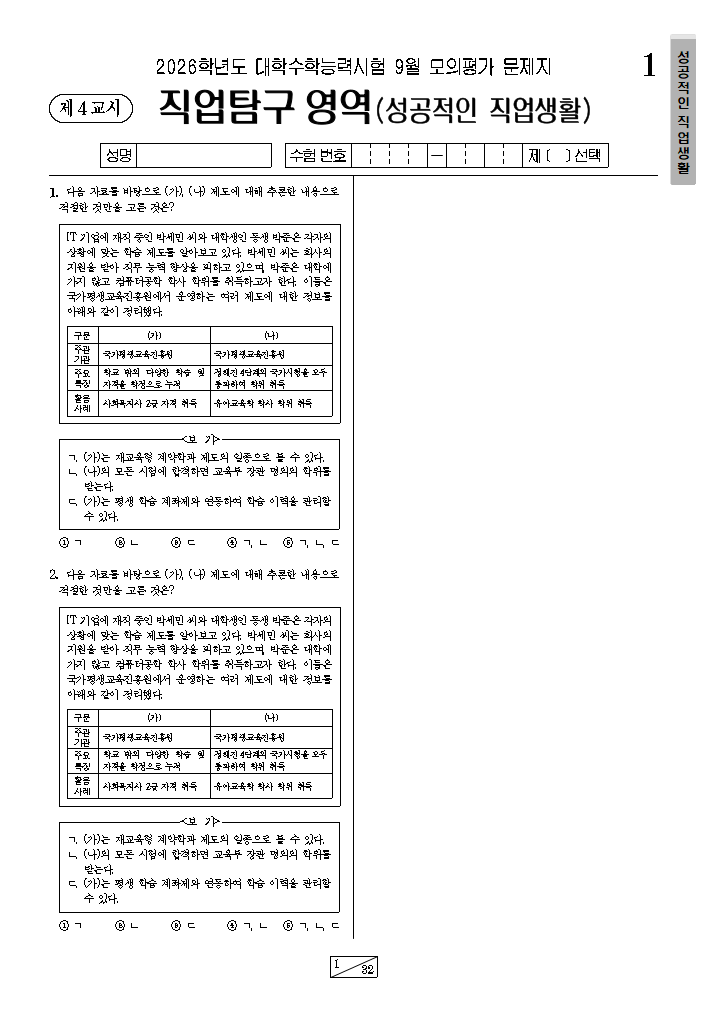 2026학년도 대학수학능력시험 9월 모의평가 문제지
1
성공적인 직업생활
제 4 교시
직업탐구 영역(성공적인 직업생활)
성명
수험 번호
—
제 [ ] 선택
1. 다음 자료를 바탕으로 (가), (나) 제도에 대해 추론한 내용으로
적절한 것만을 고른 것은?
IT 기업에 재직 중인 박세민 씨와 대학생인 동생 박준은 각자의
상황에 맞는 학습 제도를 알아보고 있다. 박세민 씨는 회사의
지원을 받아 직무 능력 향상을 꾀하고 있으며, 박준은 대학에
가지 않고 컴퓨터공학 학사 학위를 취득하고자 한다. 이들은
국가평생교육진흥원에서 운영하는 여러 제도에 대한 정보를
아래와 같이 정리했다.
구분 (가) (나)
주관 기관 국가평생교육진흥원 국가평생교육진흥원
주요 특징 학교 밖의 다양한 학습 및 자격을 학점으로 누적 정해진 4단계의 국가시험을 모두 통과하여 학위 취득
활용 사례 사회복지사 2급 자격 취득 유아교육학 학사 학위 취득
<보 기>
ㄱ. (가)는 재교육형 계약학과 제도의 일종으로 볼 수 있다.
ㄴ. (나)의 모든 시험에 합격하면 교육부 장관 명의의 학위를
받는다.
ㄷ. (가)는 평생 학습 계좌제와 연동하여 학습 이력을 관리할
수 있다.
① ㄱ ② ㄴ ③ ㄷ ④ ㄱ, ㄴ ⑤ ㄱ, ㄴ, ㄷ
2. 다음 자료를 바탕으로 (가), (나) 제도에 대해 추론한 내용으로
적절한 것만을 고른 것은?
IT 기업에 재직 중인 박세민 씨와 대학생인 동생 박준은 각자의
상황에 맞는 학습 제도를 알아보고 있다. 박세민 씨는 회사의
지원을 받아 직무 능력 향상을 꾀하고 있으며, 박준은 대학에
가지 않고 컴퓨터공학 학사 학위를 취득하고자 한다. 이들은
국가평생교육진흥원에서 운영하는 여러 제도에 대한 정보를
아래와 같이 정리했다.
구분 (가) (나)
주관 기관 국가평생교육진흥원 국가평생교육진흥원
주요 특징 학교 밖의 다양한 학습 및 자격을 학점으로 누적 정해진 4단계의 국가시험을 모두 통과하여 학위 취득
활용 사례 사회복지사 2급 자격 취득 유아교육학 학사 학위 취득
<보 기>
ㄱ. (가)는 재교육형 계약학과 제도의 일종으로 볼 수 있다.
ㄴ. (나)의 모든 시험에 합격하면 교육부 장관 명의의 학위를
받는다.
ㄷ. (가)는 평생 학습 계좌제와 연동하여 학습 이력을 관리할
수 있다.
① ㄱ ② ㄴ ③ ㄷ ④ ㄱ, ㄴ ⑤ ㄱ, ㄴ, ㄷ
1
32